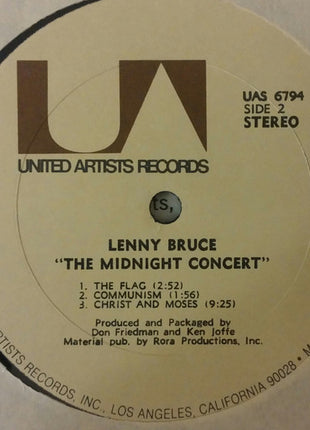 UA
UNITED ARTISTS RECORDS
UAS 6794
SIDE 2
STEREO
ts,
LENNY BRUCE
"THE MIDNIGHT CONCERT"
1. THE FLAG (2:52)
2. COMMUNISM (1:56)
3. CHRIST AND MOSES (9:25)
Produced and Packaged by
Don Friedman and Ken Joffe
Material pub. by Rora Productions, Inc.
ARTISTS RECORDS, INC. LOS ANGELES, CALIFORNIA 90028 • M